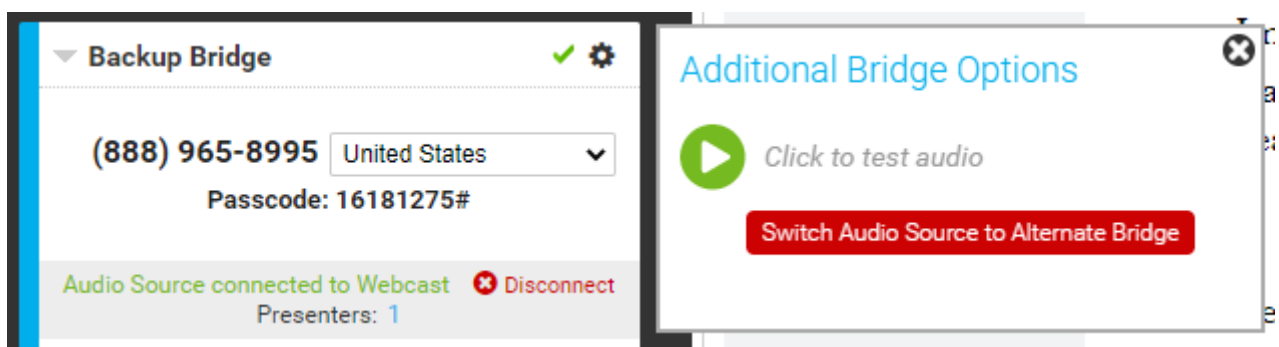 Backup Bridge
(888) 965-8995 United States
Passcode: 16181275#
Audio Source connected to Webcast Disconnect
Presenters: 1
Additional Bridge Options
Click to test audio
Switch Audio Source to Alternate Bridge